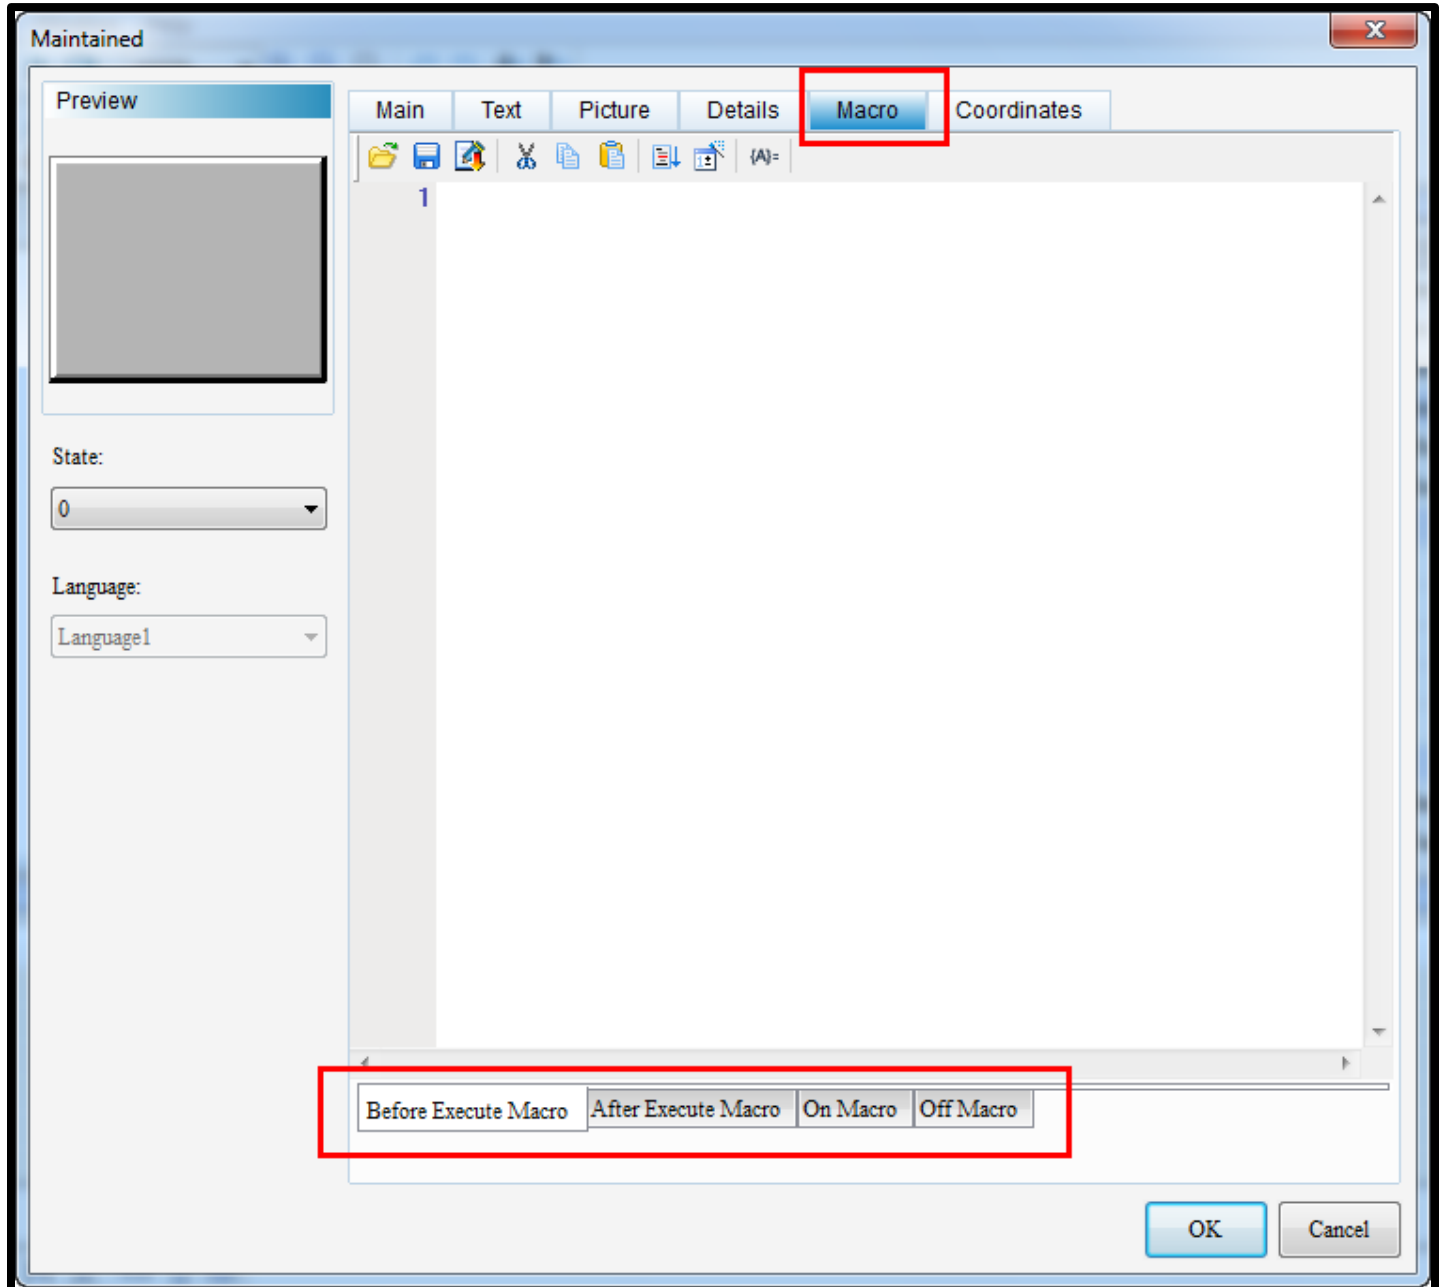 Maintained
Preview
Main Text Picture Details Macro Coordinates
{A}=
1
State:
0
Language:
Language1
Before Execute Macro After Execute Macro On Macro Off Macro
OK Cancel